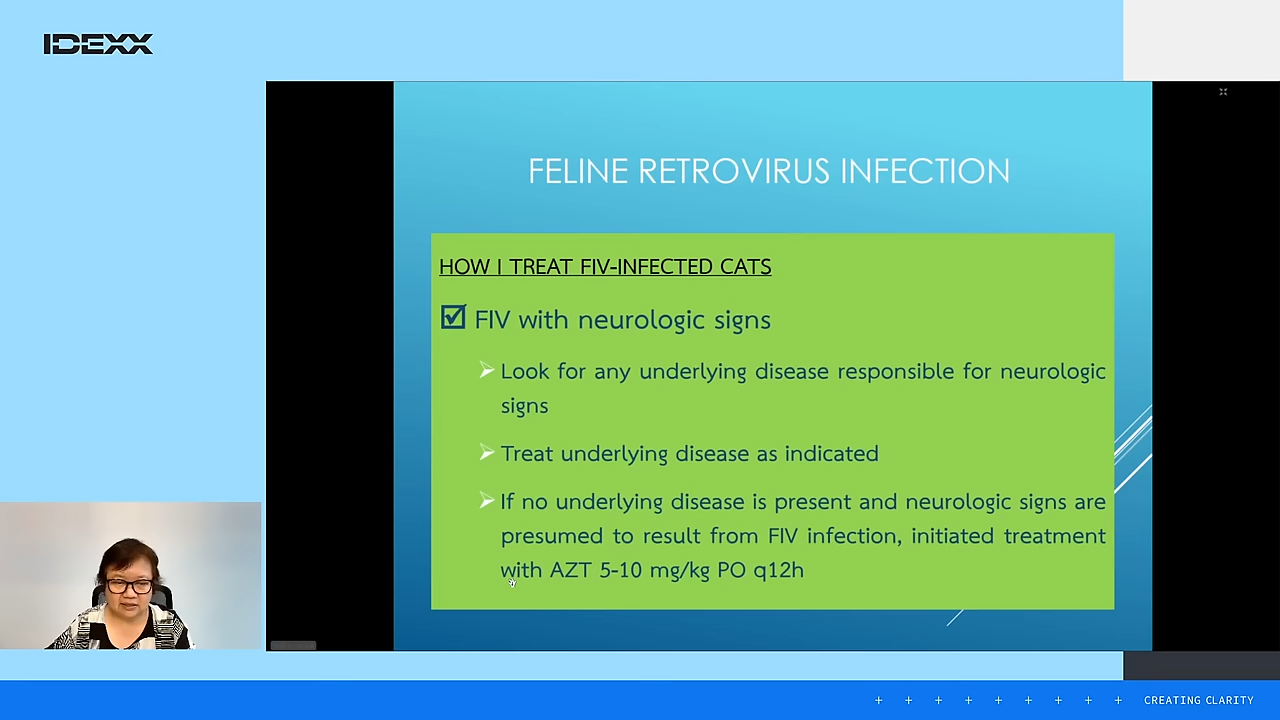 IDEXX
FELINE RETROVIRUS INFECTION
HOW I TREAT FIV-INFECTED CATS
FIV with neurologic signs
Look for any underlying disease responsible for neurologic
signs
Treat underlying disease as indicated
If no underlying disease is present and neurologic signs are
presumed to result from FIV infection, initiated treatment
with AZT 5-10 mg/kg PO q12h
CREATING CLARITY